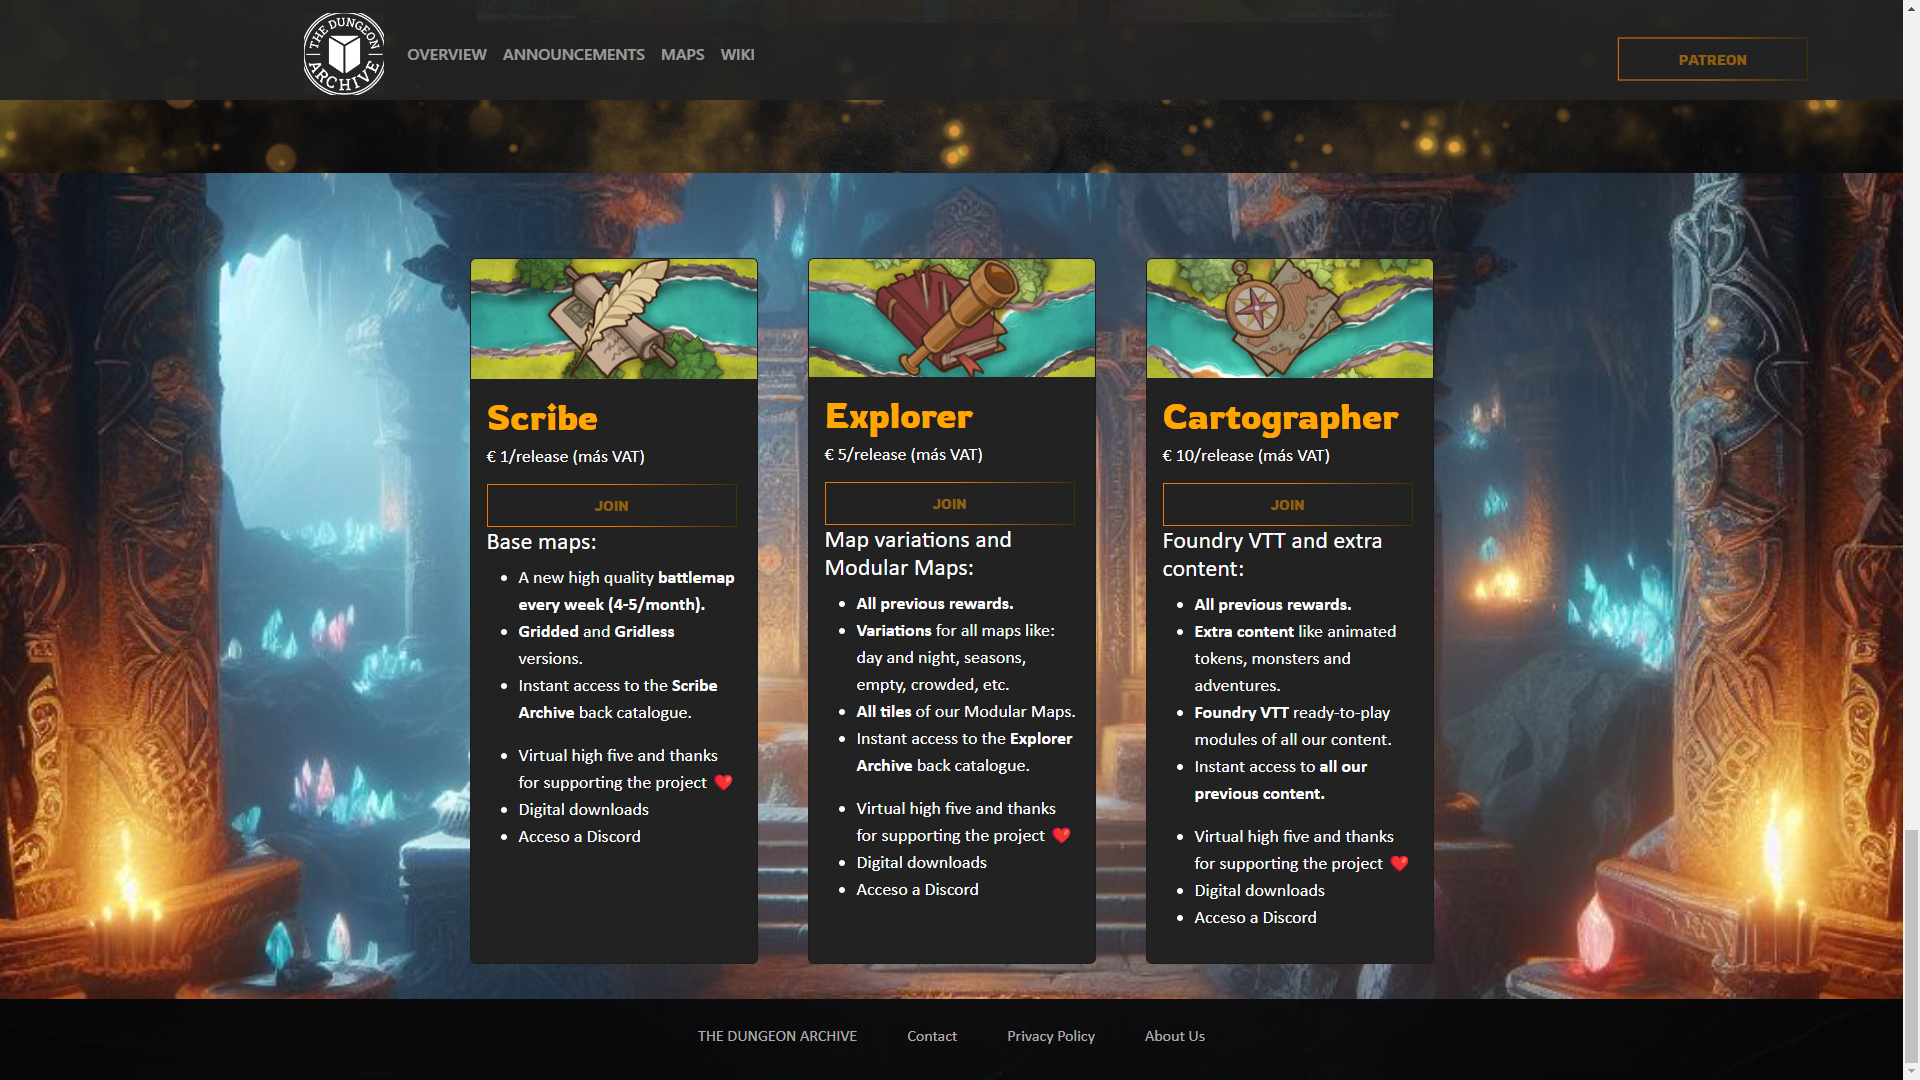 THE DUNGEON
ARCHIVE
OVERVIEW
ANNOUNCEMENTS
MAPS
WIKI
PATREON
Scribe
€ 1/release (más VAT)
JOIN
Base maps:
A new high quality battlemap
every week (4-5/month).
Gridded and Gridless
versions.
Instant access to the Scribe
Archive back catalogue.
Virtual high five and thanks
for supporting the project ❤️
Digital downloads
Acceso a Discord
Explorer
€ 5/release (más VAT)
JOIN
Map variations and
Modular Maps:
All previous rewards.
Variations for all maps like:
day and night, seasons,
empty, crowded, etc.
All tiles of our Modular Maps.
Instant access to the Explorer
Archive back catalogue.
Virtual high five and thanks
for supporting the project ❤️
Digital downloads
Acceso a Discord
Cartographer
€ 10/release (más VAT)
JOIN
Foundry VTT and extra
content:
All previous rewards.
Extra content like animated
tokens, monsters and
adventures.
Foundry VTT ready-to-play
modules of all our content.
Instant access to all our
previous content.
Virtual high five and thanks
for supporting the project ❤️
Digital downloads
Acceso a Discord
THE DUNGEON ARCHIVE
Contact
Privacy Policy
About Us